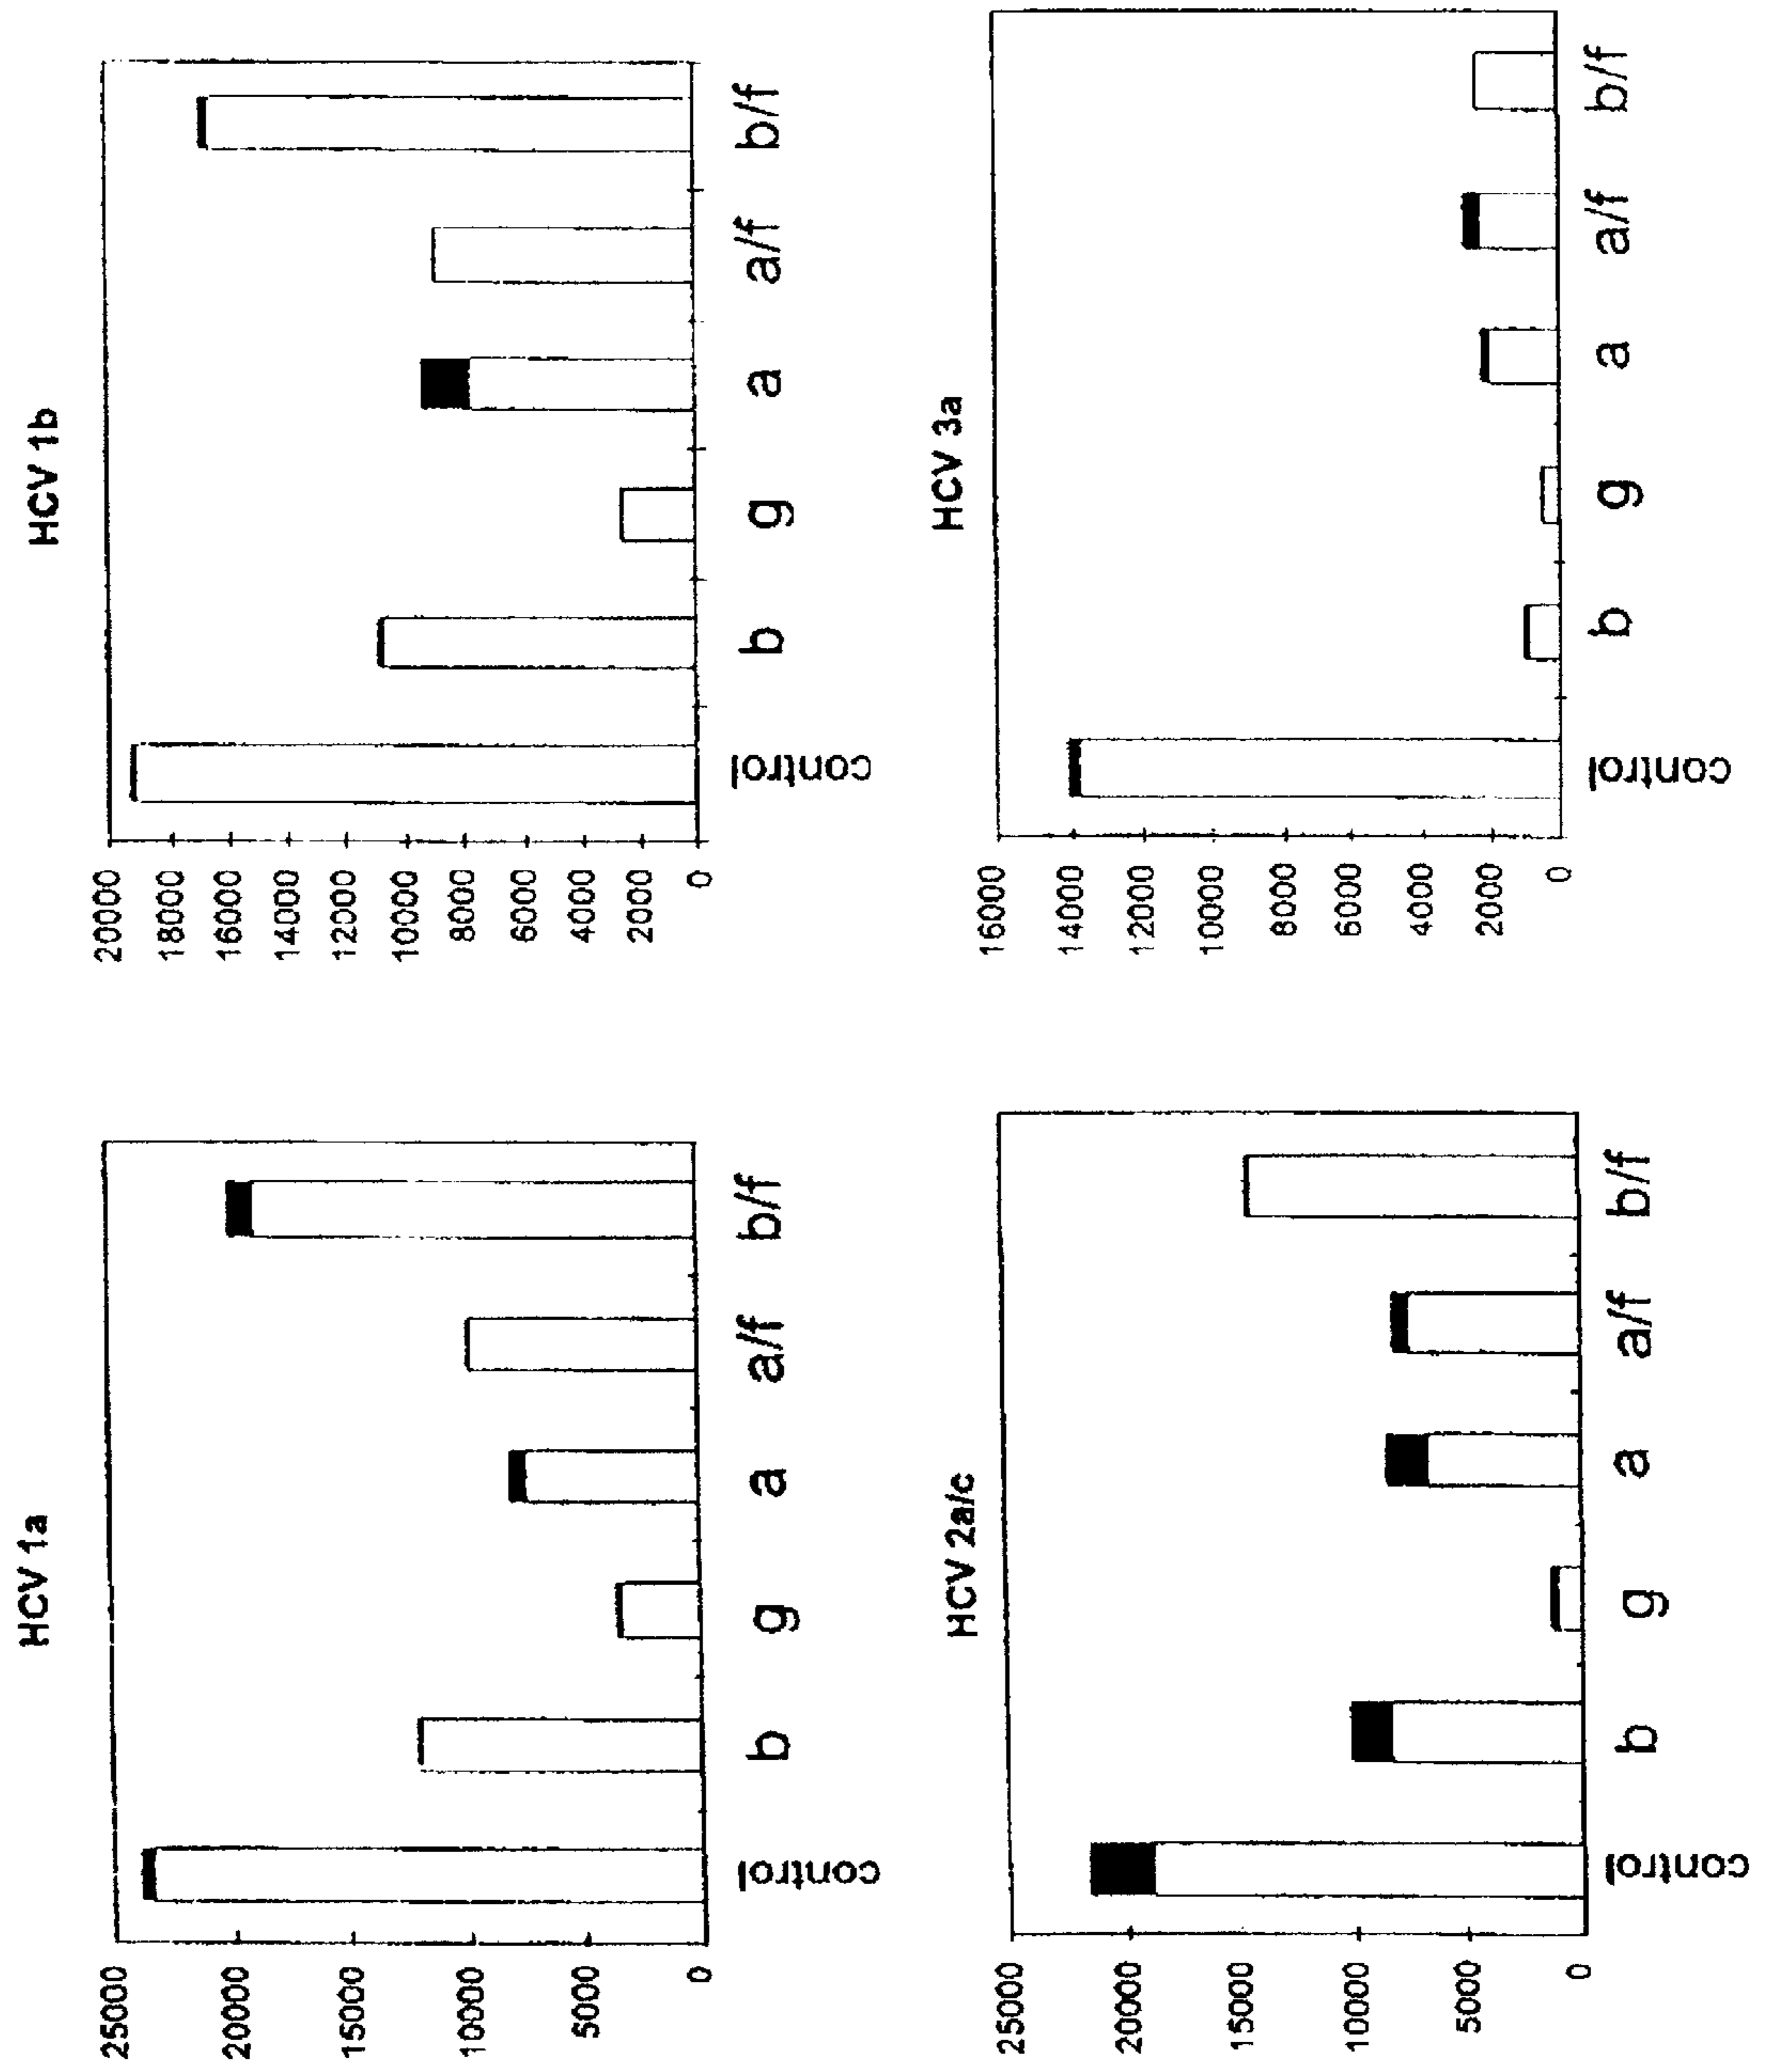 HCV 1a
25000
20000
15000
10000
5000
0
control
b
g
a
a/f
b/f
HCV 1b
20000
18000
16000
14000
12000
10000
8000
6000
4000
2000
0
control
b
g
a
a/f
b/f
HCV 2a/c
25000
20000
15000
10000
5000
0
control
b
g
a
a/f
b/f
HCV 3a
16000
14000
12000
10000
8000
6000
4000
2000
0
control
b
g
a
a/f
b/f